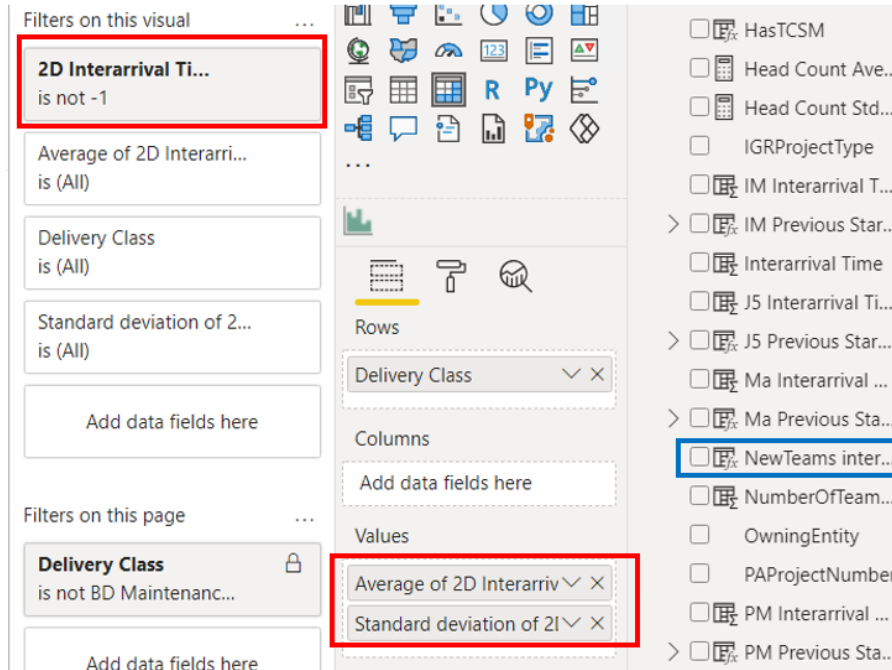 Filters on this visual
...
2D Interarrival Ti...
is not -1
Average of 2D Interarri...
is (All)
Delivery Class
is (All)
Standard deviation of 2...
is (All)
Add data fields here
Filters on this page
...
Delivery Class
is not BD Maintenanc...
Add data fields here
123
R
Py
...
Rows
Delivery Class
Columns
Add data fields here
Values
Average of 2D Interarriv
Standard deviation of 2I
HasTCSM
Head Count Ave...
Head Count Std...
IGRProjectType
IM Interarrival T...
IM Previous Star...
Interarrival Time
J5 Interarrival Ti...
J5 Previous Star...
Ma Interarrival ...
Ma Previous Sta...
NewTeams inter...
NumberOfTeam...
OwningEntity
PAProjectNumber
PM Interarrival ...
PM Previous Sta...